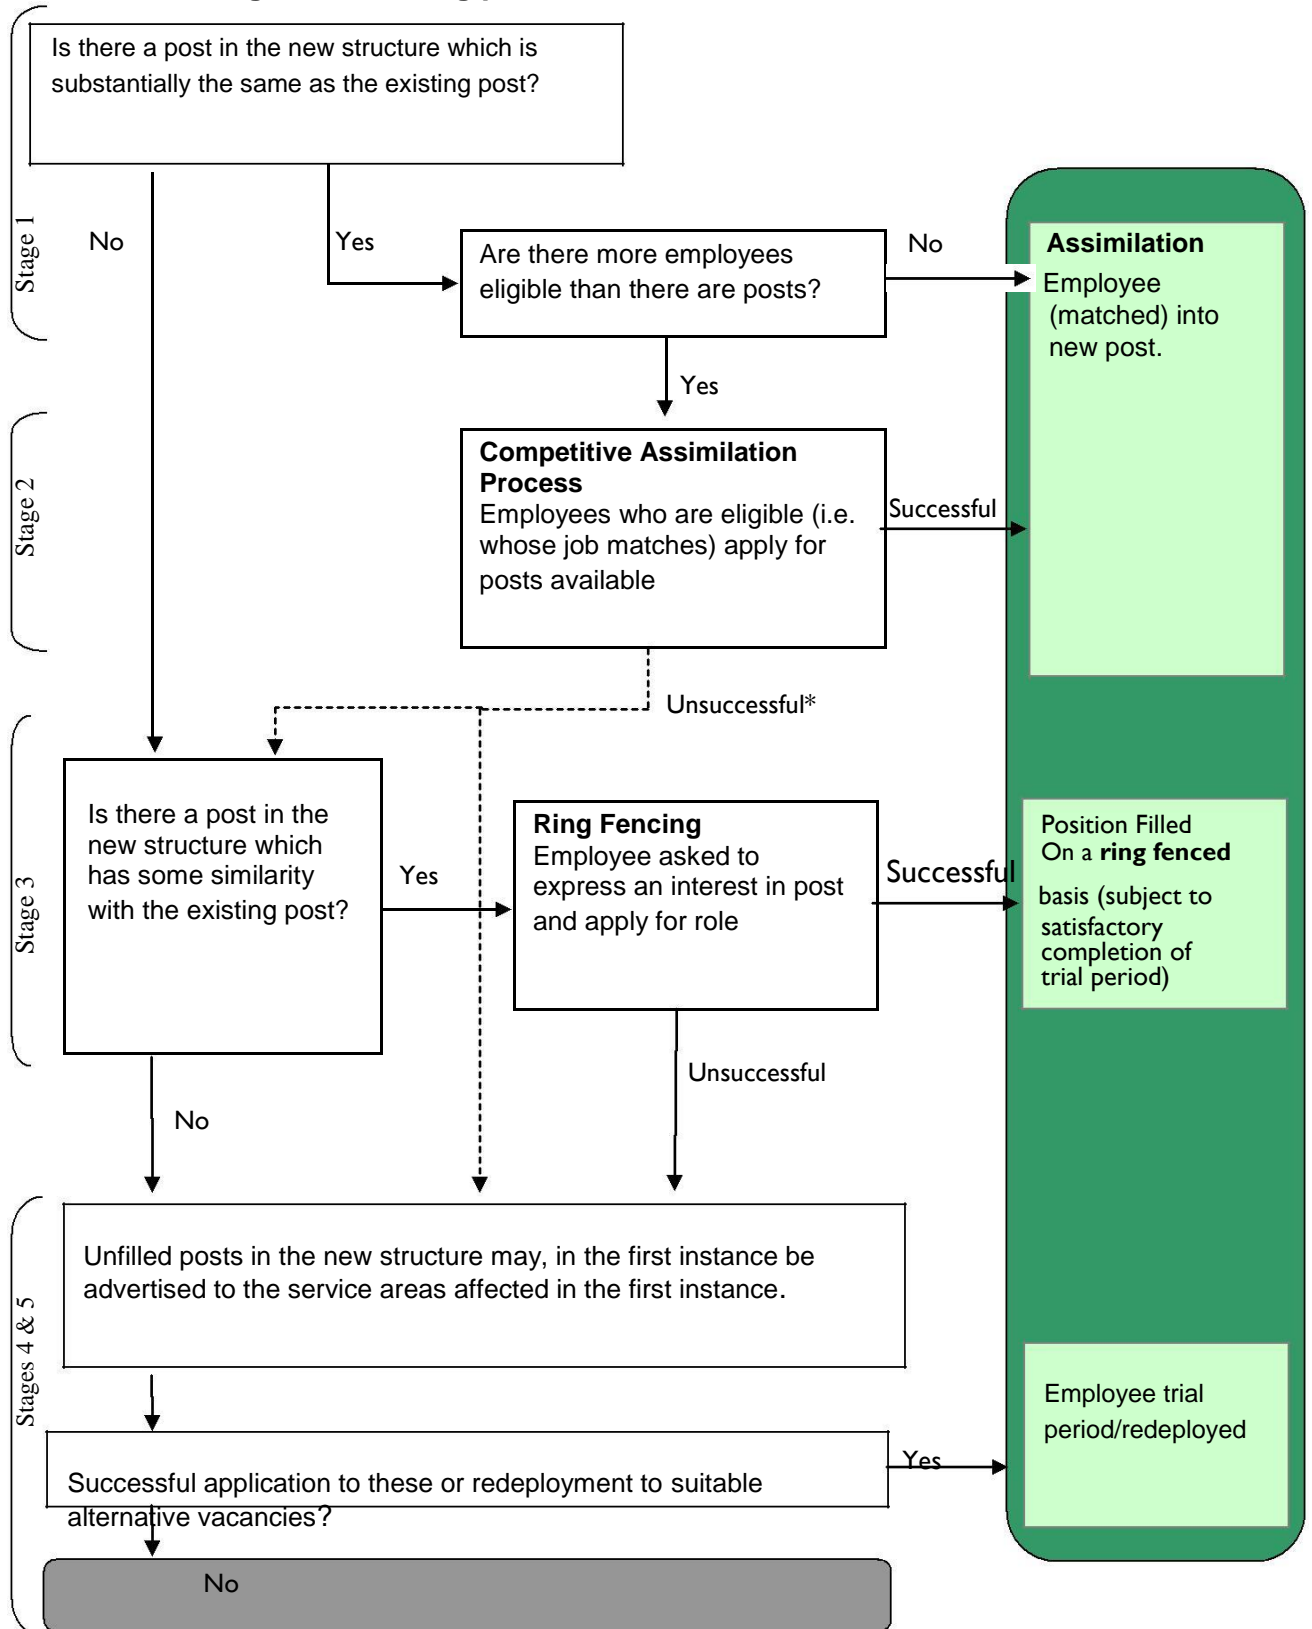 Is there a post in the new structure which is
substantially the same as the existing post?
Stage 1
No
Yes
Are there more employees
eligible than there are posts?
No
Assimilation
Employee
(matched) into
new post.
Yes
Stage 2
Competitive Assimilation
Process
Employees who are eligible (i.e.
whose job matches) apply for
posts available
Successful
Unsuccessful*
Stage 3
Is there a post in the
new structure which
has some similarity
with the existing post?
Yes
Ring Fencing
Employee asked to
express an interest in post
and apply for role
Successful
Position Filled
On a ring fenced
basis (subject to
satisfactory
completion of
trial period)
Unsuccessful
No
Stages 4 & 5
Unfilled posts in the new structure may, in the first instance be
advertised to the service areas affected in the first instance.
Successful application to these or redeployment to suitable
alternative vacancies?
Yes
Employee trial
period/redeployed
No